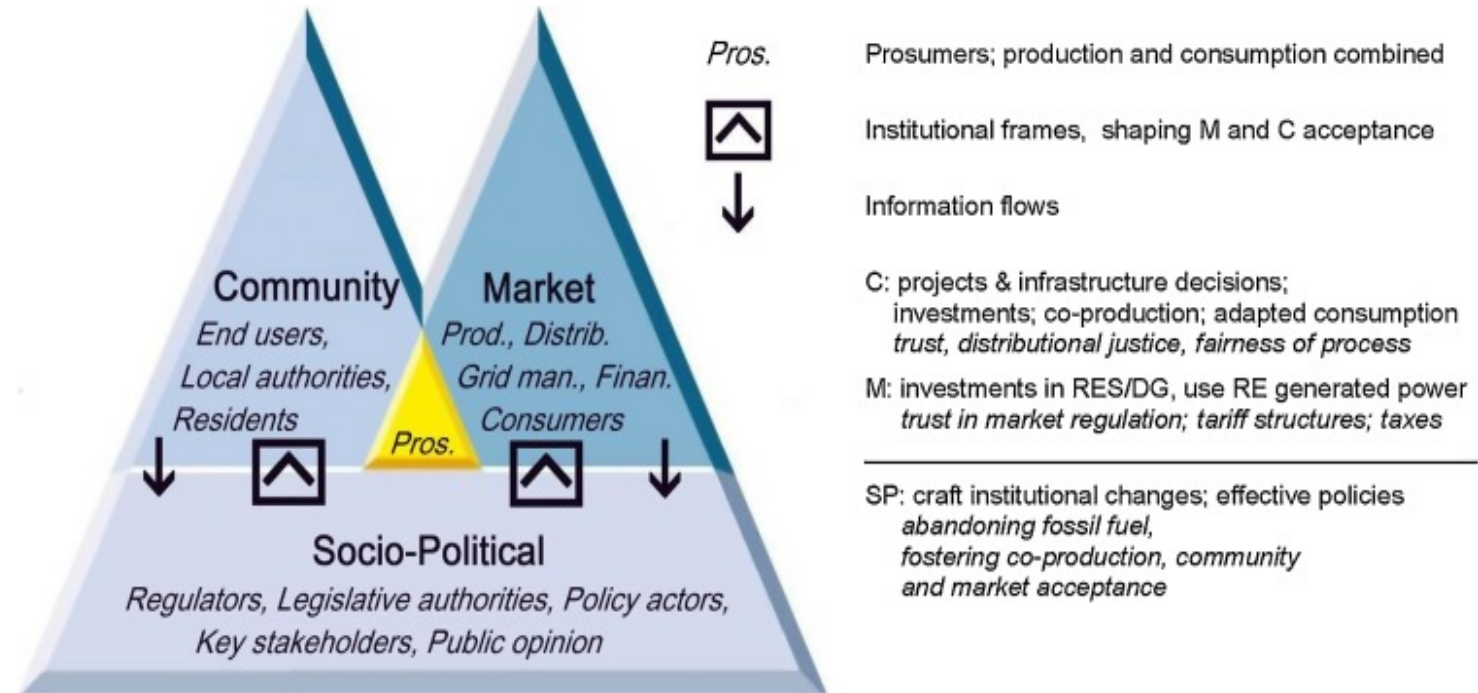 Community
End users,
Local authorities,
Residents
Market
Prod., Distrib.
Grid man., Finan.
Consumers
Pros.
Socio-Political
Regulators, Legislative authorities, Policy actors,
Key stakeholders, Public opinion
Pros. Prosumers; production and consumption combined
Institutional frames, shaping M and C acceptance
Information flows
C: projects & infrastructure decisions;
investments; co-production; adapted consumption
trust, distributional justice, fairness of process
M: investments in RES/DG, use RE generated power
trust in market regulation; tariff structures; taxes
SP: craft institutional changes; effective policies
abandoning fossil fuel,
fostering co-production, community
and market acceptance